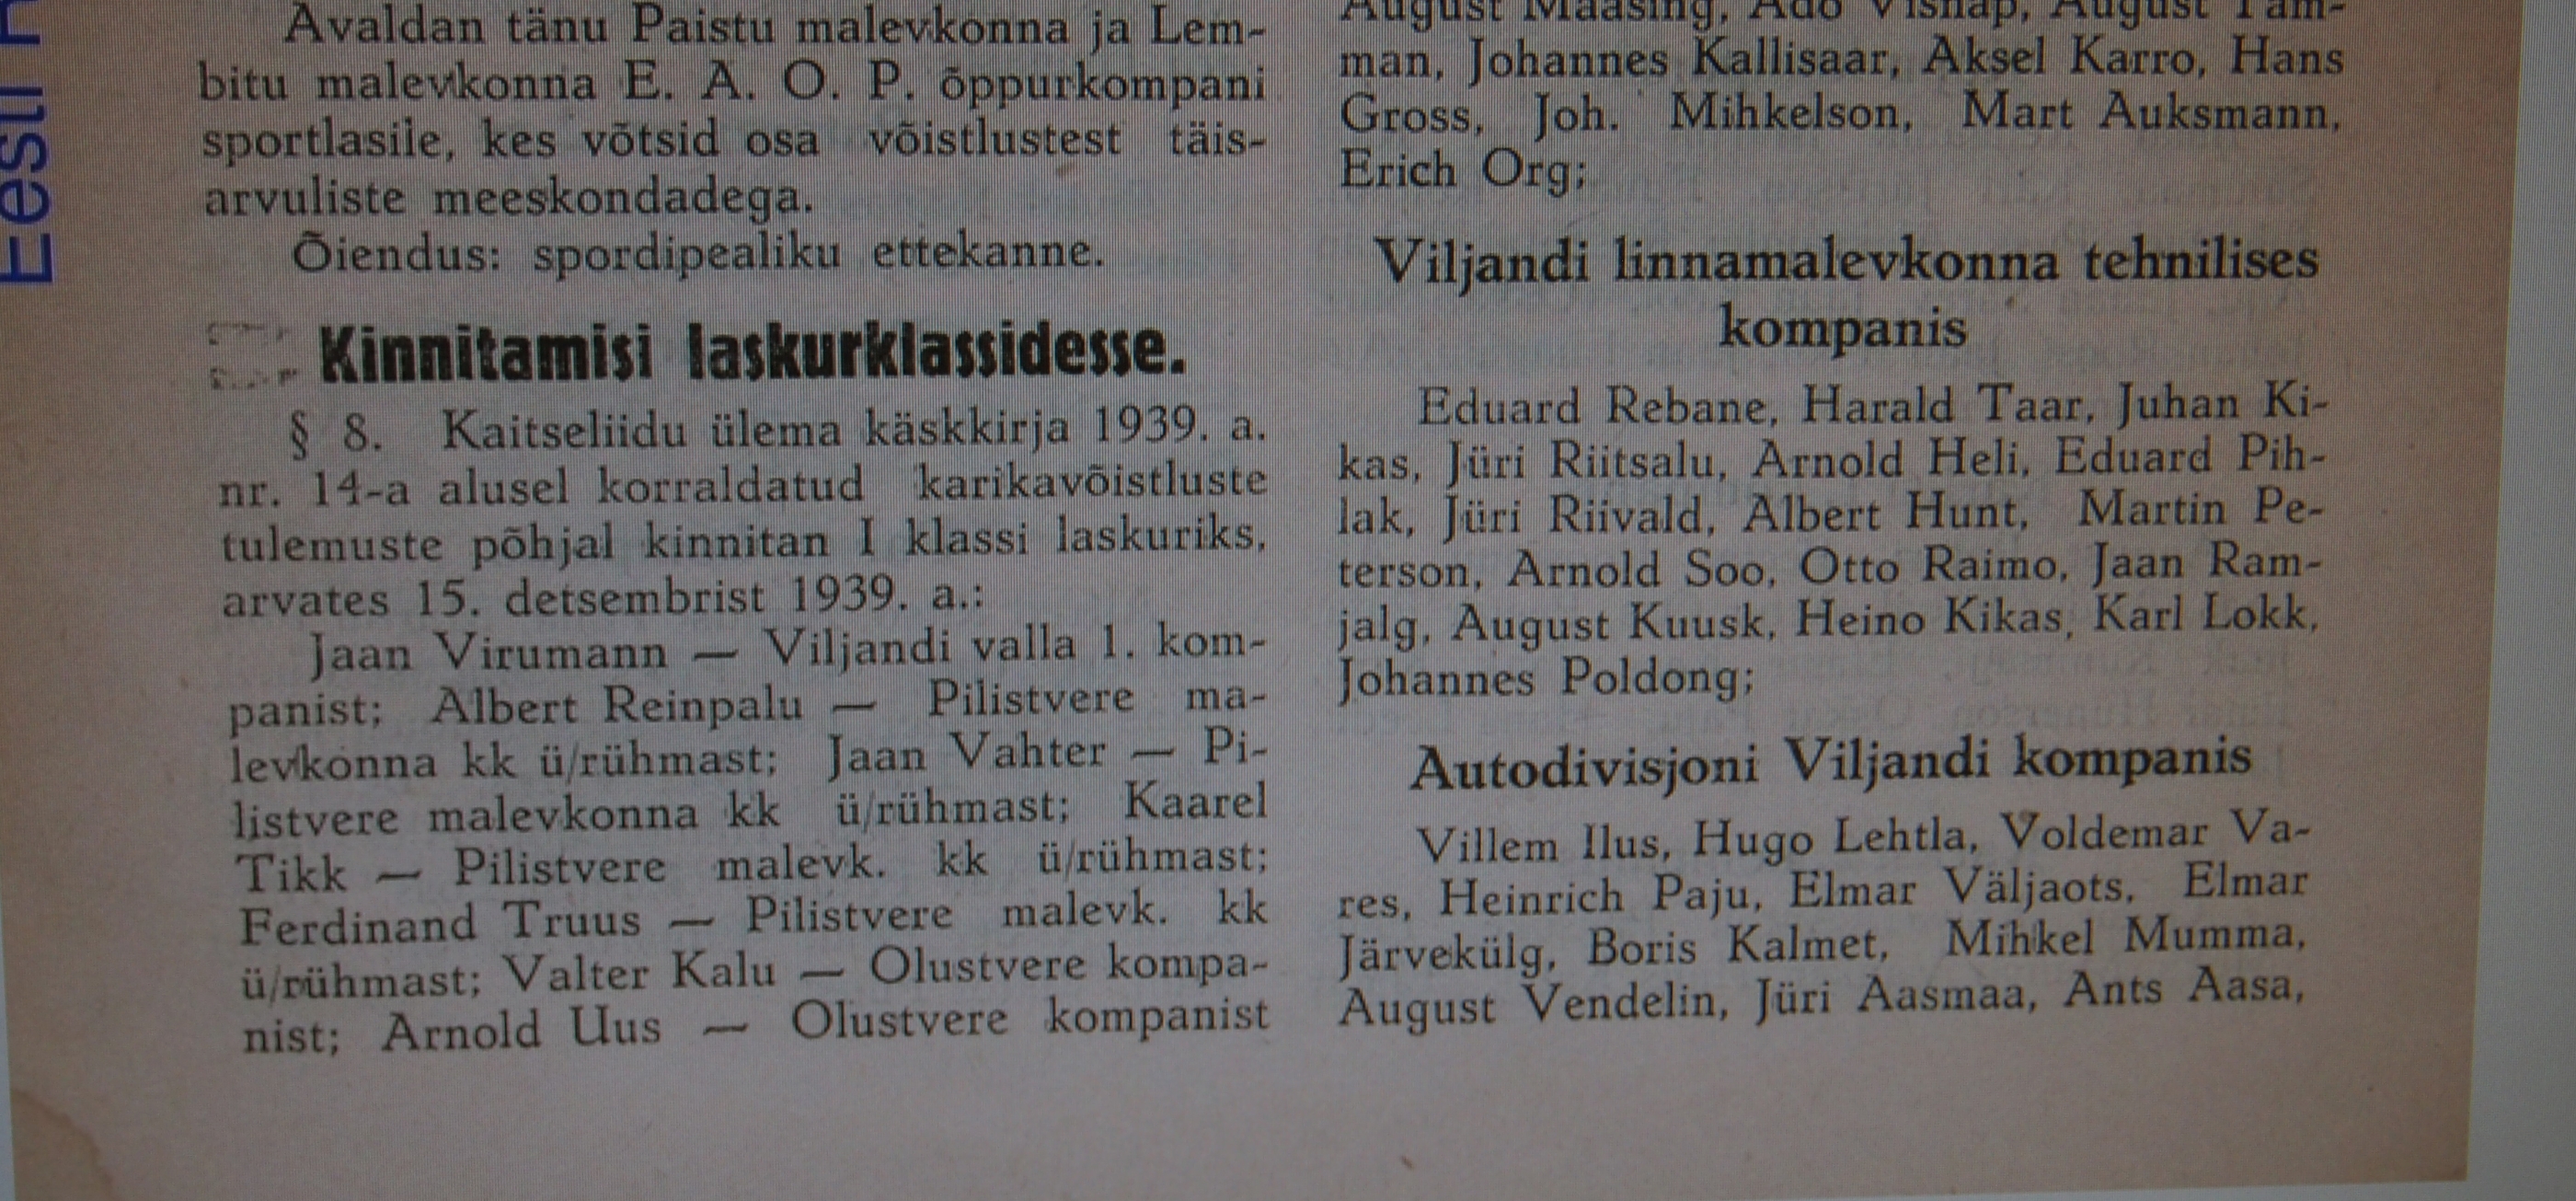 Eesti
Avaldan tänu Paistu malevkonna ja Lem-
bitu malevkonna E. A. O. P. õppurkompani
sportlasile, kes võtsid osa võistlustest täis-
arvuliste meeskondadega.
Õiendus: spordipealiku ettekanne.
Kinnitamisi laskurklassidesse.
§ 8. Kaitseliidu ülema käskkirja 1939. a.
nr. 14-a alusel korraldatud karikavõistluste
tulemuste põhjal kinnitan I klassi laskuriks,
arvates 15. detsembrist 1939. a.:
Jaan Virumann — Viljandi valla 1. kom-
panist; Albert Reinpalu — Pilistvere ma-
levkonna kk ü/rühmast; Jaan Vahter — Pi-
listvere malevkonna kk ü/rühmast; Kaarel
Tikk — Pilistvere malevk. kk ü/rühmast;
Ferdinand Truus — Pilistvere malevk. kk
ü/rühmast; Valter Kalu — Olustvere kompa-
nist; Arnold Uus — Olustvere kompanist
August Maasing, Ado Visnap, August Tam-
man, Johannes Kallisaar, Aksel Karro, Hans
Gross, Joh. Mihkelson, Mart Auksmann,
Erich Org;
Viljandi linnamalevkonna tehnilises
kompanis
Eduard Rebane, Harald Taar, Juhan Ki-
kas, Jüri Riitsalu, Arnold Heli, Eduard Pih-
lak, Jüri Riivald, Albert Hunt, Martin Pe-
terson, Arnold Soo, Otto Raimo, Jaan Ram-
jalg, August Kuusk, Heino Kikas, Karl Lokk,
Johannes Poldong;
Autodivisjoni Viljandi kompanis
Villem Ilus, Hugo Lehtla, Voldemar Va-
res, Heinrich Paju, Elmar Väljaots, Elmar
Järvekülg, Boris Kalmet, Mihkel Mumma,
August Vendelin, Jüri Aasmaa, Ants Aasa,